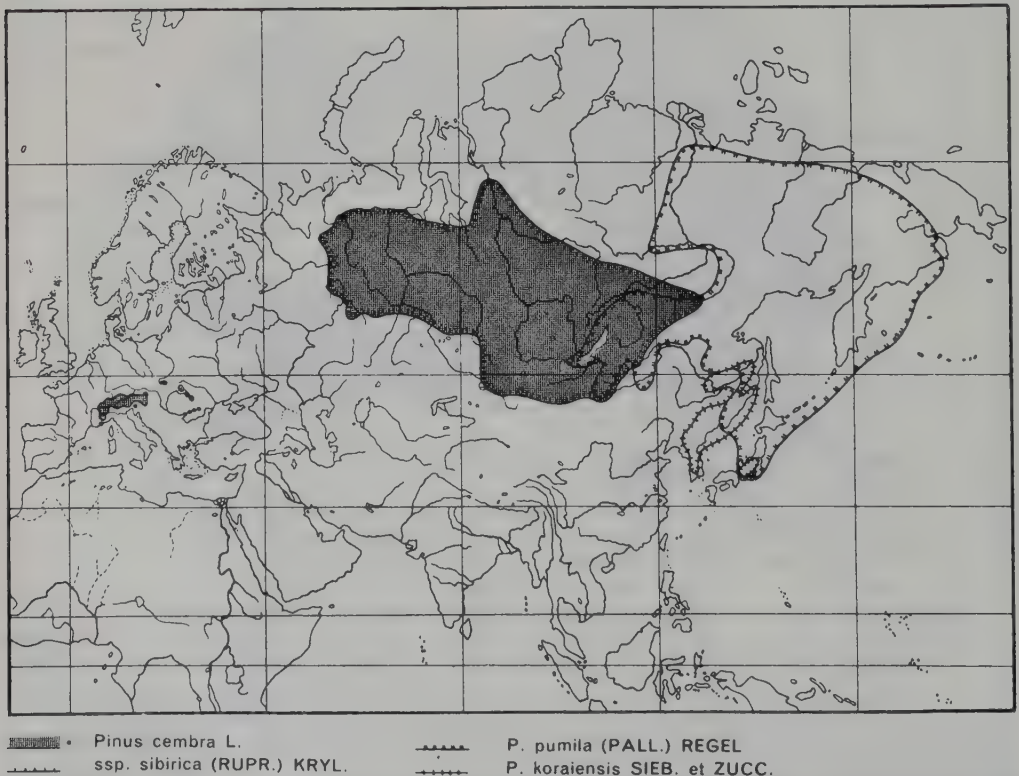 Pinus cembra L.
ssp. sibirica (RUPR.) KRYL.
P. pumila (PALL.) REGEL
P. koraiensis SIEB. et ZUCC.